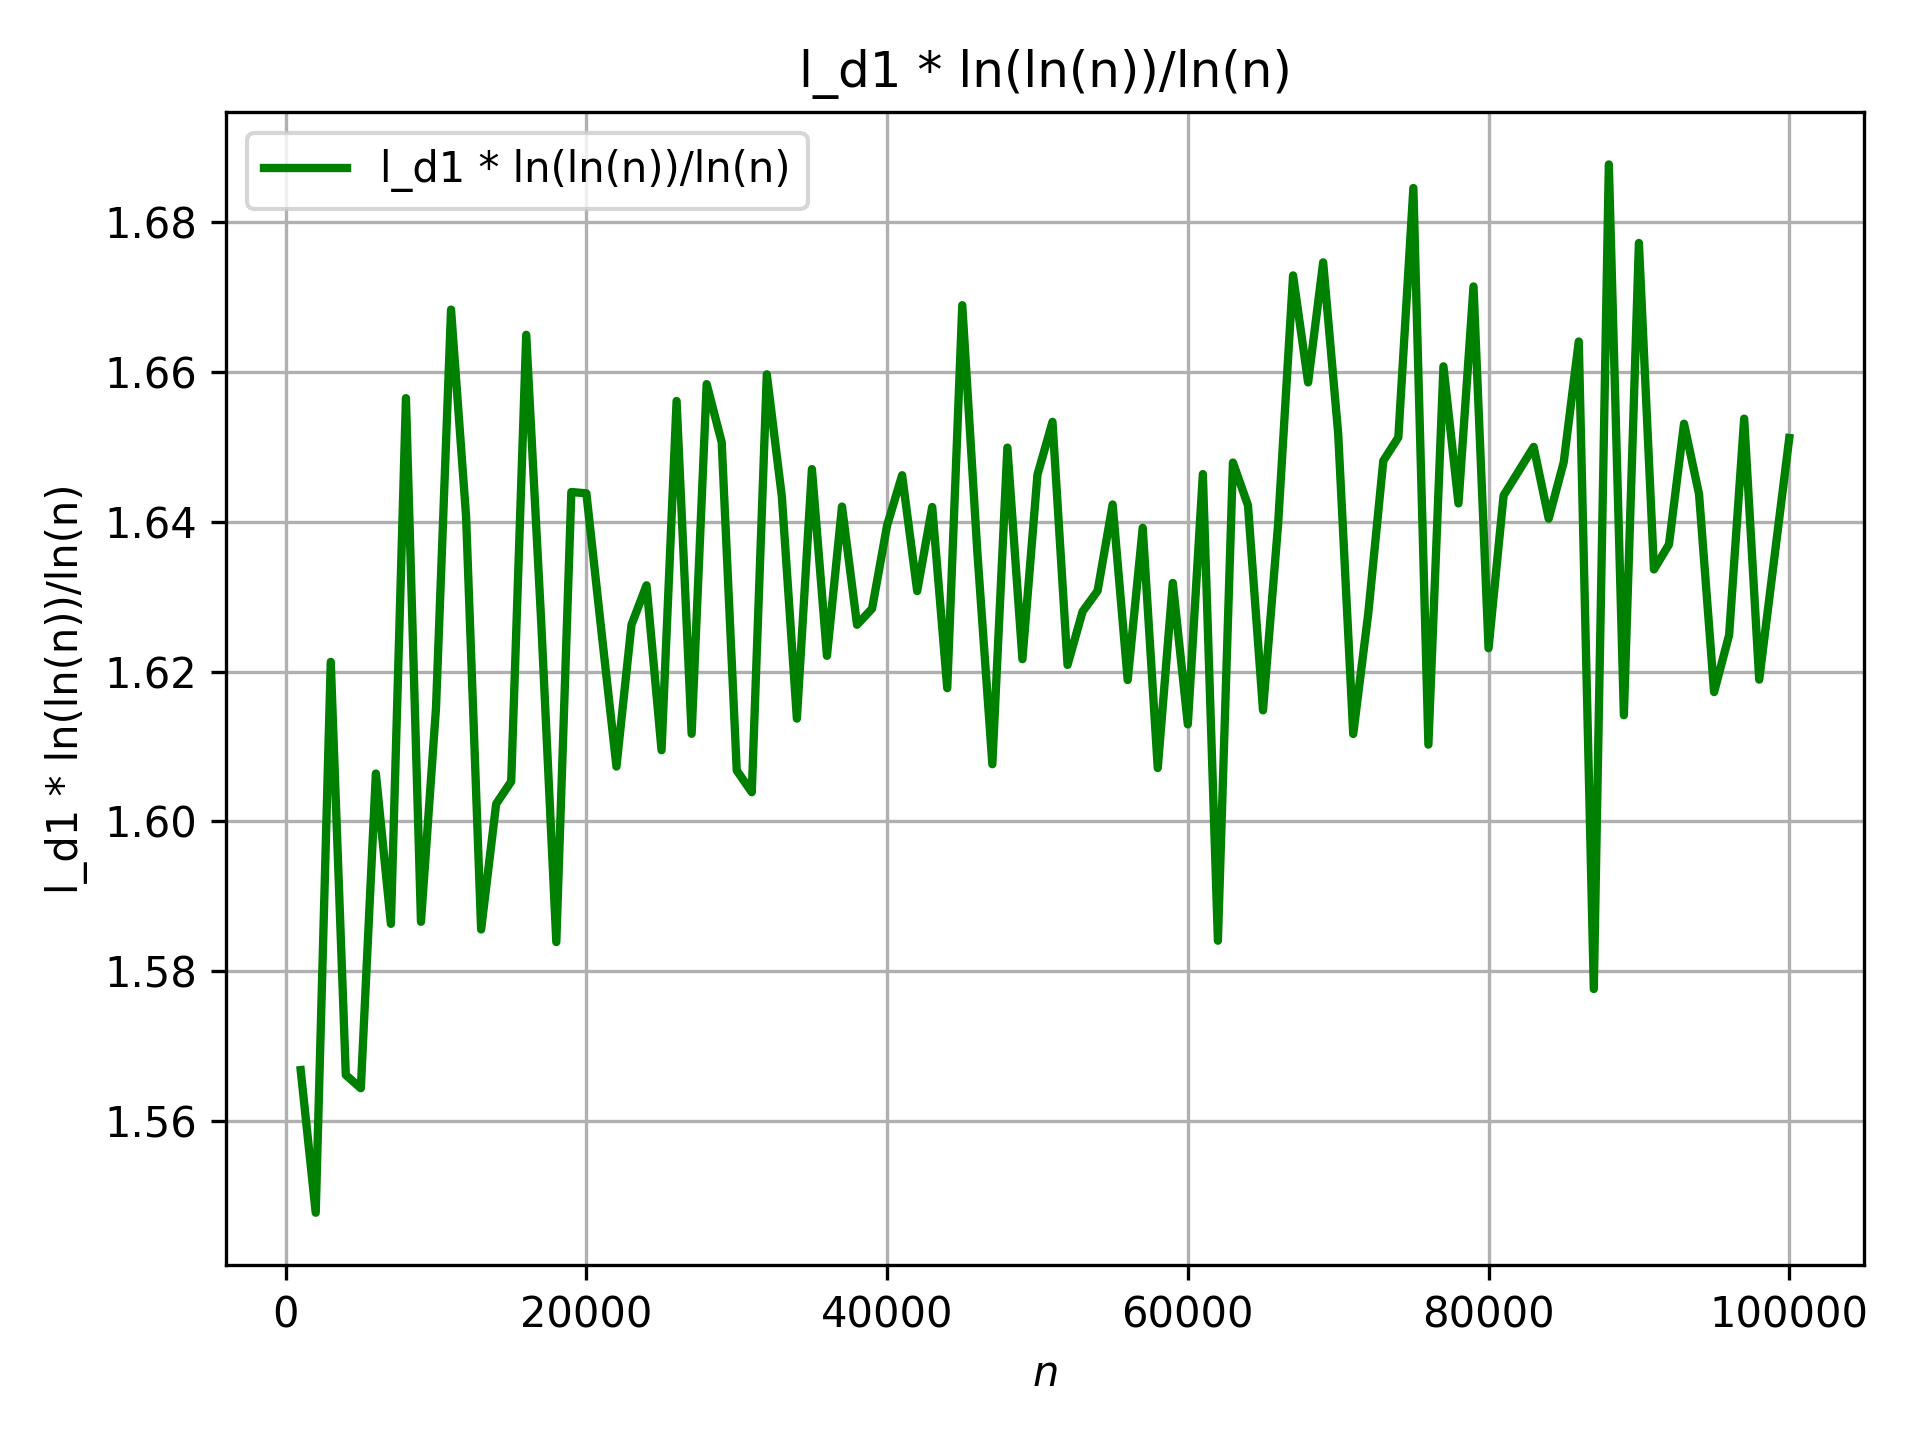 l_d1 * ln(ln(n))/ln(n)
l_d1 * ln(ln(n))/ln(n)
l_d1 * ln(ln(n))/ln(n)
1.68
1.66
1.64
1.62
1.60
1.58
1.56
0 20000 40000 60000 80000 100000
n